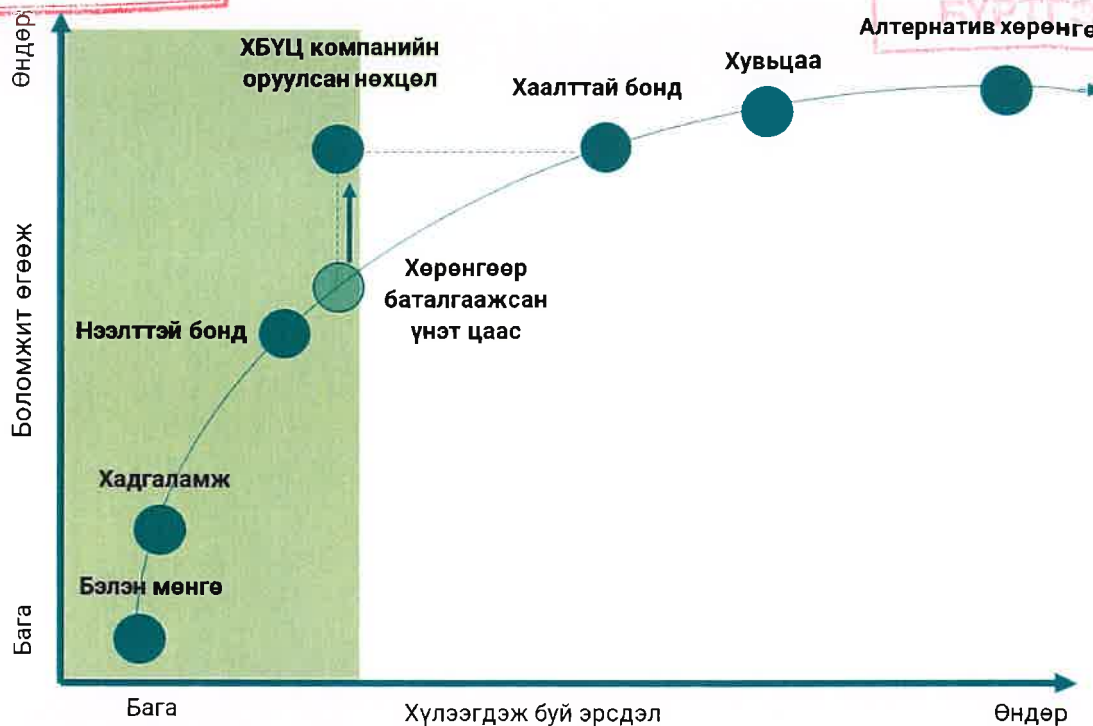 Өндөр
Боломжит өгөөж
Бага
ХБҮЦ компанийн
оруулсан нөхцөл
Хаалттай бонд
Хувьцаа
Алтернатив хөрөнгө
Хөрөнгөөр
баталгаажсан
үнэт цаас
Нээлттэй бонд
Хадгаламж
Бэлэн мөнгө
Бага
Хүлээгдэж буй эрсдэл
Өндөр